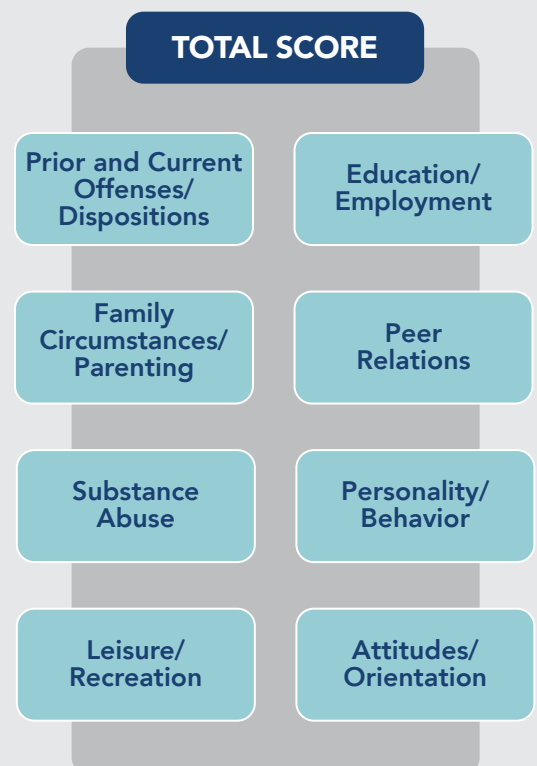 TOTAL SCORE
Prior and Current
Offenses/
Dispositions
Education/
Employment
Family
Circumstances/
Parenting
Peer
Relations
Substance
Abuse
Personality/
Behavior
Leisure/
Recreation
Attitudes/
Orientation